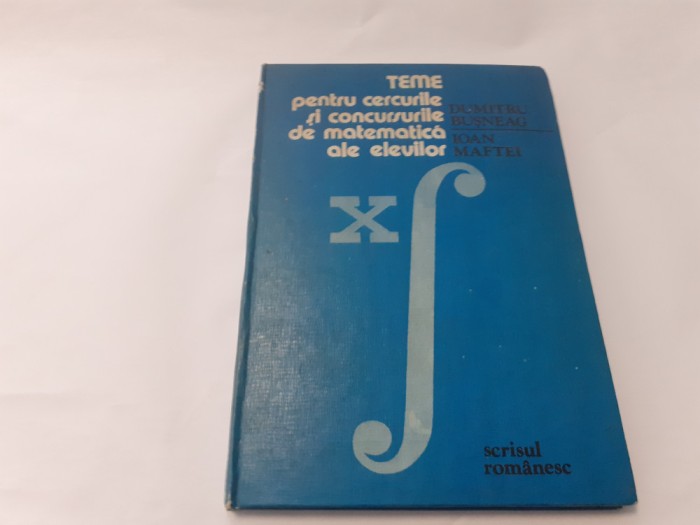 TEME
pentru cercurile
și concursurile
de matematică
ale elevilor
DUMITRU
BUȘNEAG
IOAN
MAFTEI
x∫
scrisul
românesc